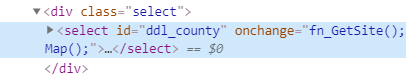 ▼<div class="select">
▶<select id="ddl_county" onchange="fn_GetSite();
Map();">…</select> == $0
</div>